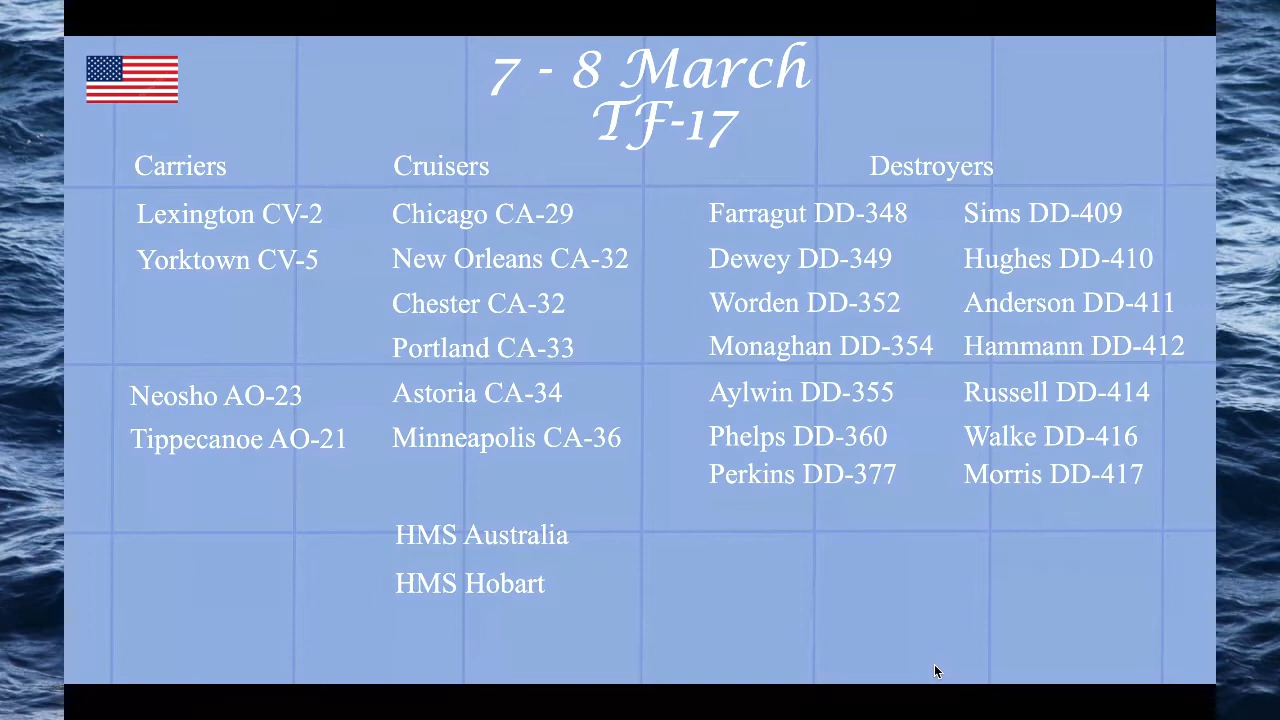 7 - 8 March
TF-17
Carriers
Lexington CV-2
Yorktown CV-5
Neosho AO-23
Tippecanoe AO-21
Cruisers
Chicago CA-29
New Orleans CA-32
Chester CA-32
Portland CA-33
Astoria CA-34
Minneapolis CA-36
HMS Australia
HMS Hobart
Destroyers
Farragut DD-348
Dewey DD-349
Worden DD-352
Monaghan DD-354
Aylwin DD-355
Phelps DD-360
Perkins DD-377
Sims DD-409
Hughes DD-410
Anderson DD-411
Hammann DD-412
Russell DD-414
Walke DD-416
Morris DD-417